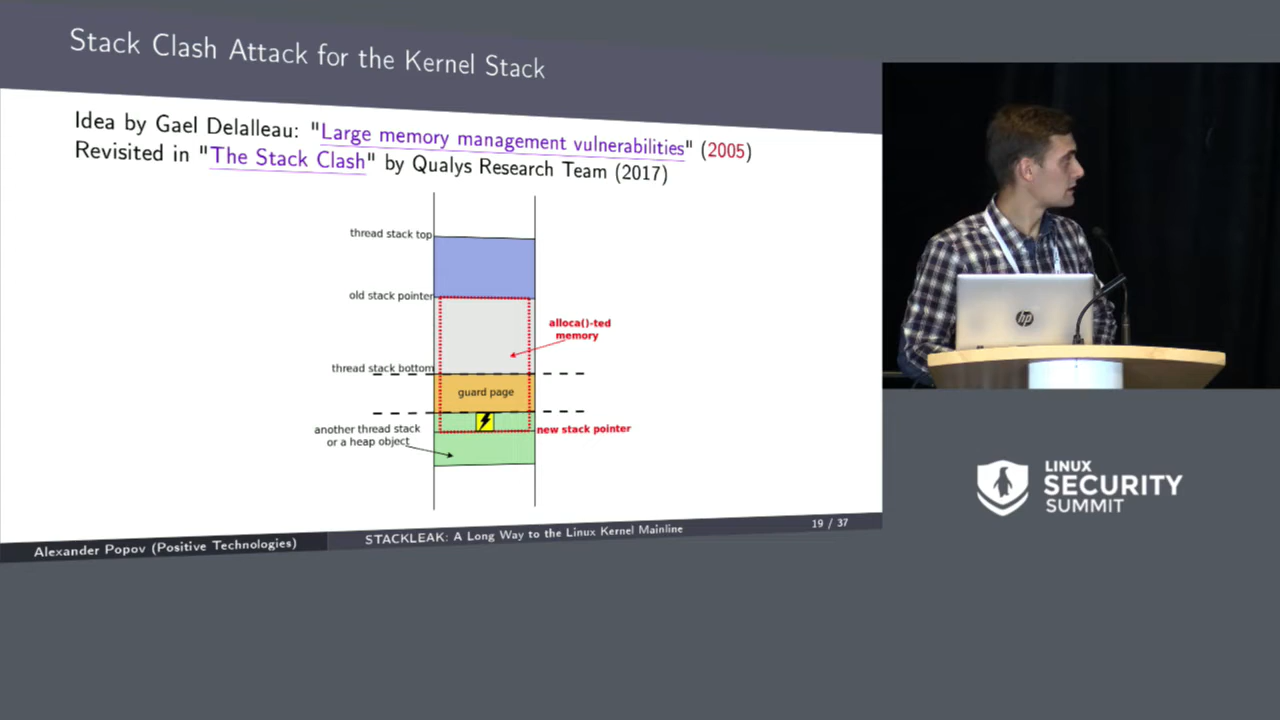 Stack Clash Attack for the Kernel Stack
Idea by Gael Delalleau: "Large memory management vulnerabilities" (2005)
Revisited in "The Stack Clash" by Qualys Research Team (2017)
thread stack top
old stack pointer
alloca()-ted
memory
thread stack bottom
guard page
another thread stack
or a heap object
new stack pointer
19 / 37
Alexander Popov (Positive Technologies)
STACKLEAK: A Long Way to the Linux Kernel Mainline
hp
LINUX
SECURITY
SUMMIT